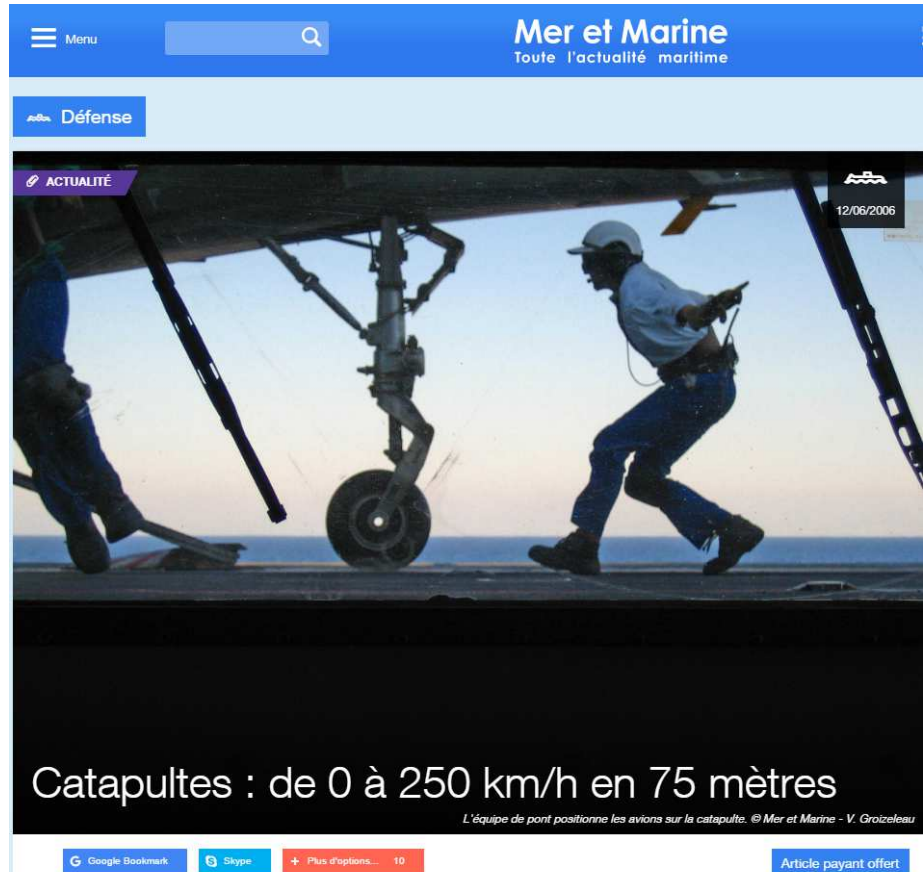 Menu
Mer et Marine
Toute l'actualité maritime
Défense
ACTUALITÉ
12/06/2006
Catapultes : de 0 à 250 km/h en 75 mètres
L'équipe de pont positionne les avions sur la catapulte. © Mer et Marine - V. Groizeleau
G Google Bookmark
S Skype
+ Plus d'options... 10
Article payant offert